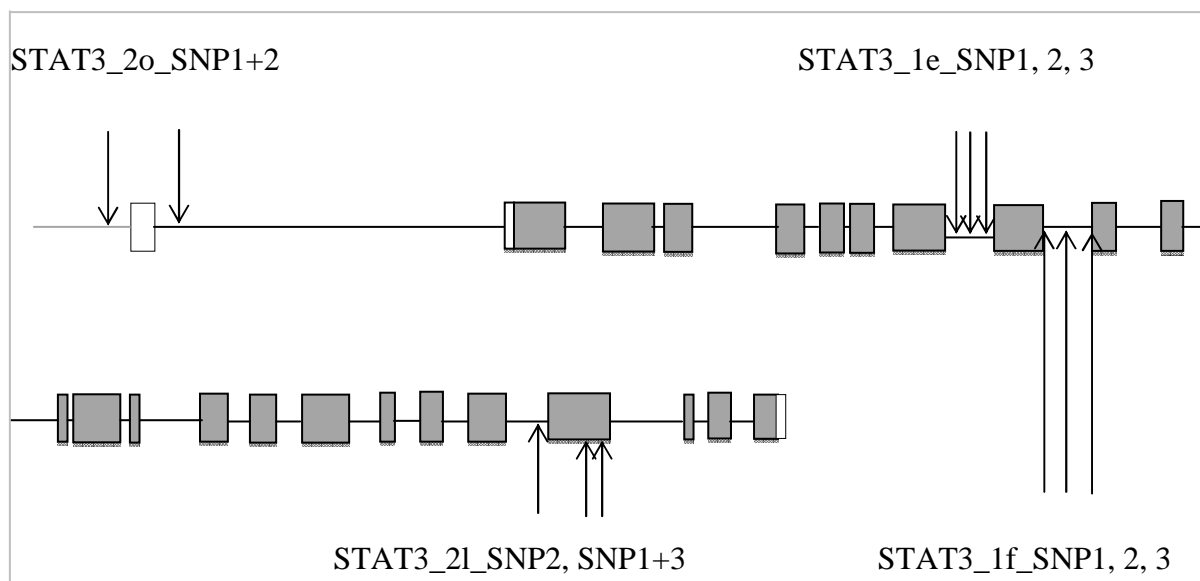 STAT3_2o_SNP1+2
STAT3_1e_SNP1, 2, 3
STAT3_2l_SNP2, SNP1+3
STAT3_1f_SNP1, 2, 3